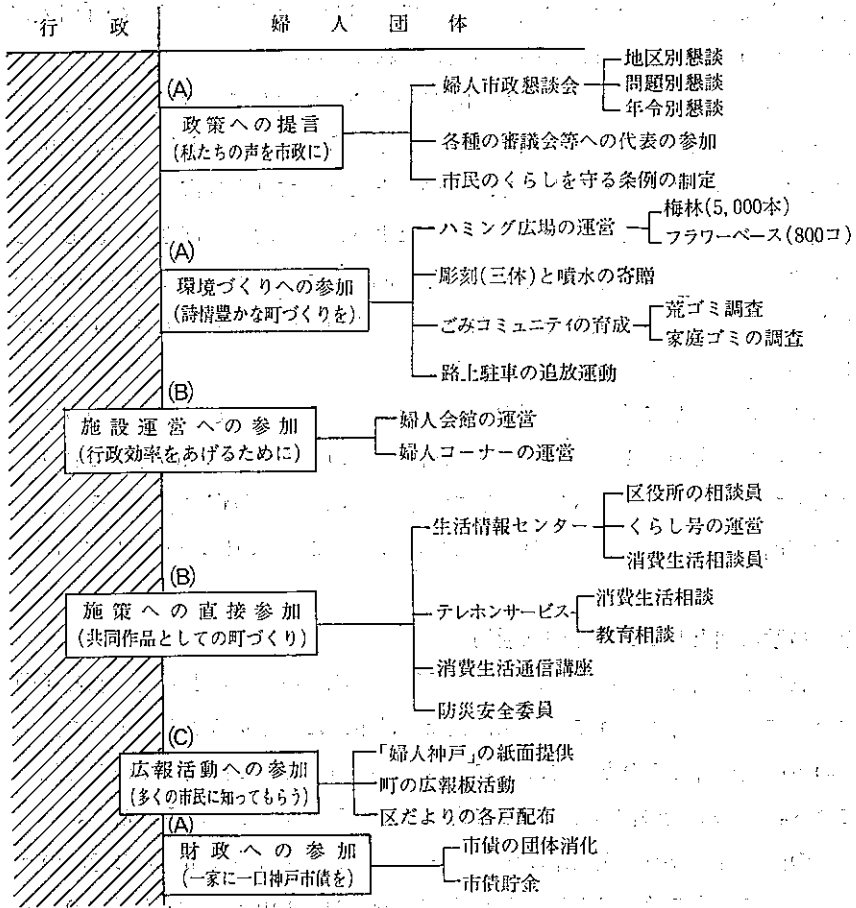 行政 婦人団体
(A)
政策への提言
(私たちの声を市政に)
婦人市政懇談会
地区別懇談
問題別懇談
年令別懇談
各種の審議会等への代表の参加
市民のくらしを守る条例の制定
(A)
環境づくりへの参加
(詩情豊かな町づくりを)
ハミング広場の運営
梅林(5,000本)
フラワーベース(800コ)
彫刻(三体)と噴水の寄贈
ごみコミュニティの育成
荒ゴミ調査
家庭ゴミの調査
路上駐車の追放運動
(B)
施設運営への参加
(行政効率をあげるために)
婦人会館の運営
婦人コーナーの運営
(B)
施策への直接参加
(共同作品としての町づくり)
生活情報センター
区役所の相談員
くらし号の運営
消費生活相談員
テレホンサービス
消費生活相談
教育相談
消費生活通信講座
防災安全委員
(C)
広報活動への参加
(多くの市民に知ってもらう)
「婦人神戸」の紙面提供
町の広報板活動
区だよりの各戸配布
(A)
財政への参加
(一家に一口神戸市債を)
市債の団体消化
市債貯金